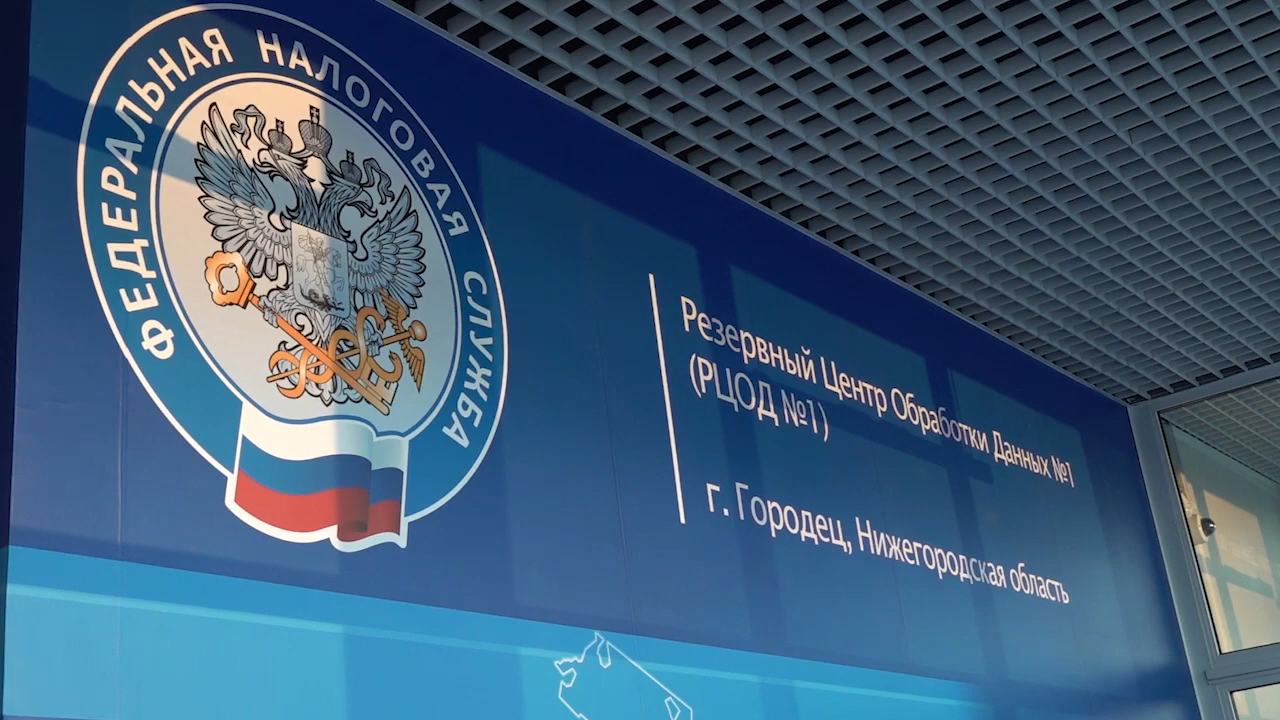 ФЕДЕРАЛЬНАЯ НАЛОГОВАЯ СЛУЖБА
Резервный Центр Обработки Данных №1
(РЦОД №1)
г. Городец, Нижегородская область